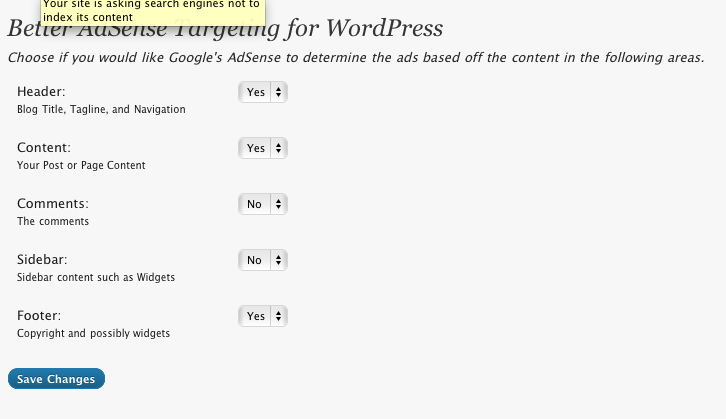 Your site is asking search engines not to
index its content
Better AdSense Targeting for WordPress
Choose if you would like Google's AdSense to determine the ads based off the content in the following areas.
Header: Yes
Blog Title, Tagline, and Navigation
Content: Yes
Your Post or Page Content
Comments: No
The comments
Sidebar: No
Sidebar content such as Widgets
Footer: Yes
Copyright and possibly widgets
Save Changes